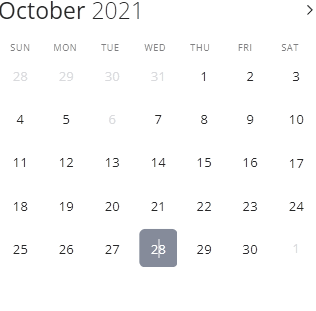 October 2021
SUN MON TUE WED THU FRI SAT
28 29 30 31 1 2 3
4 5 6 7 8 9 10
11 12 13 14 15 16 17
18 19 20 21 22 23 24
25 26 27 28 29 30 1